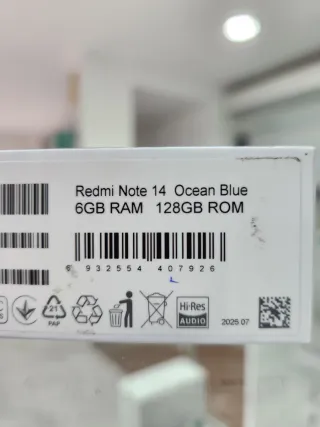 Redmi Note 14 Ocean Blue
6GB RAM 128GB ROM
6 932554 407926
21
PAP
Hi-Res
AUDIO
2025.07